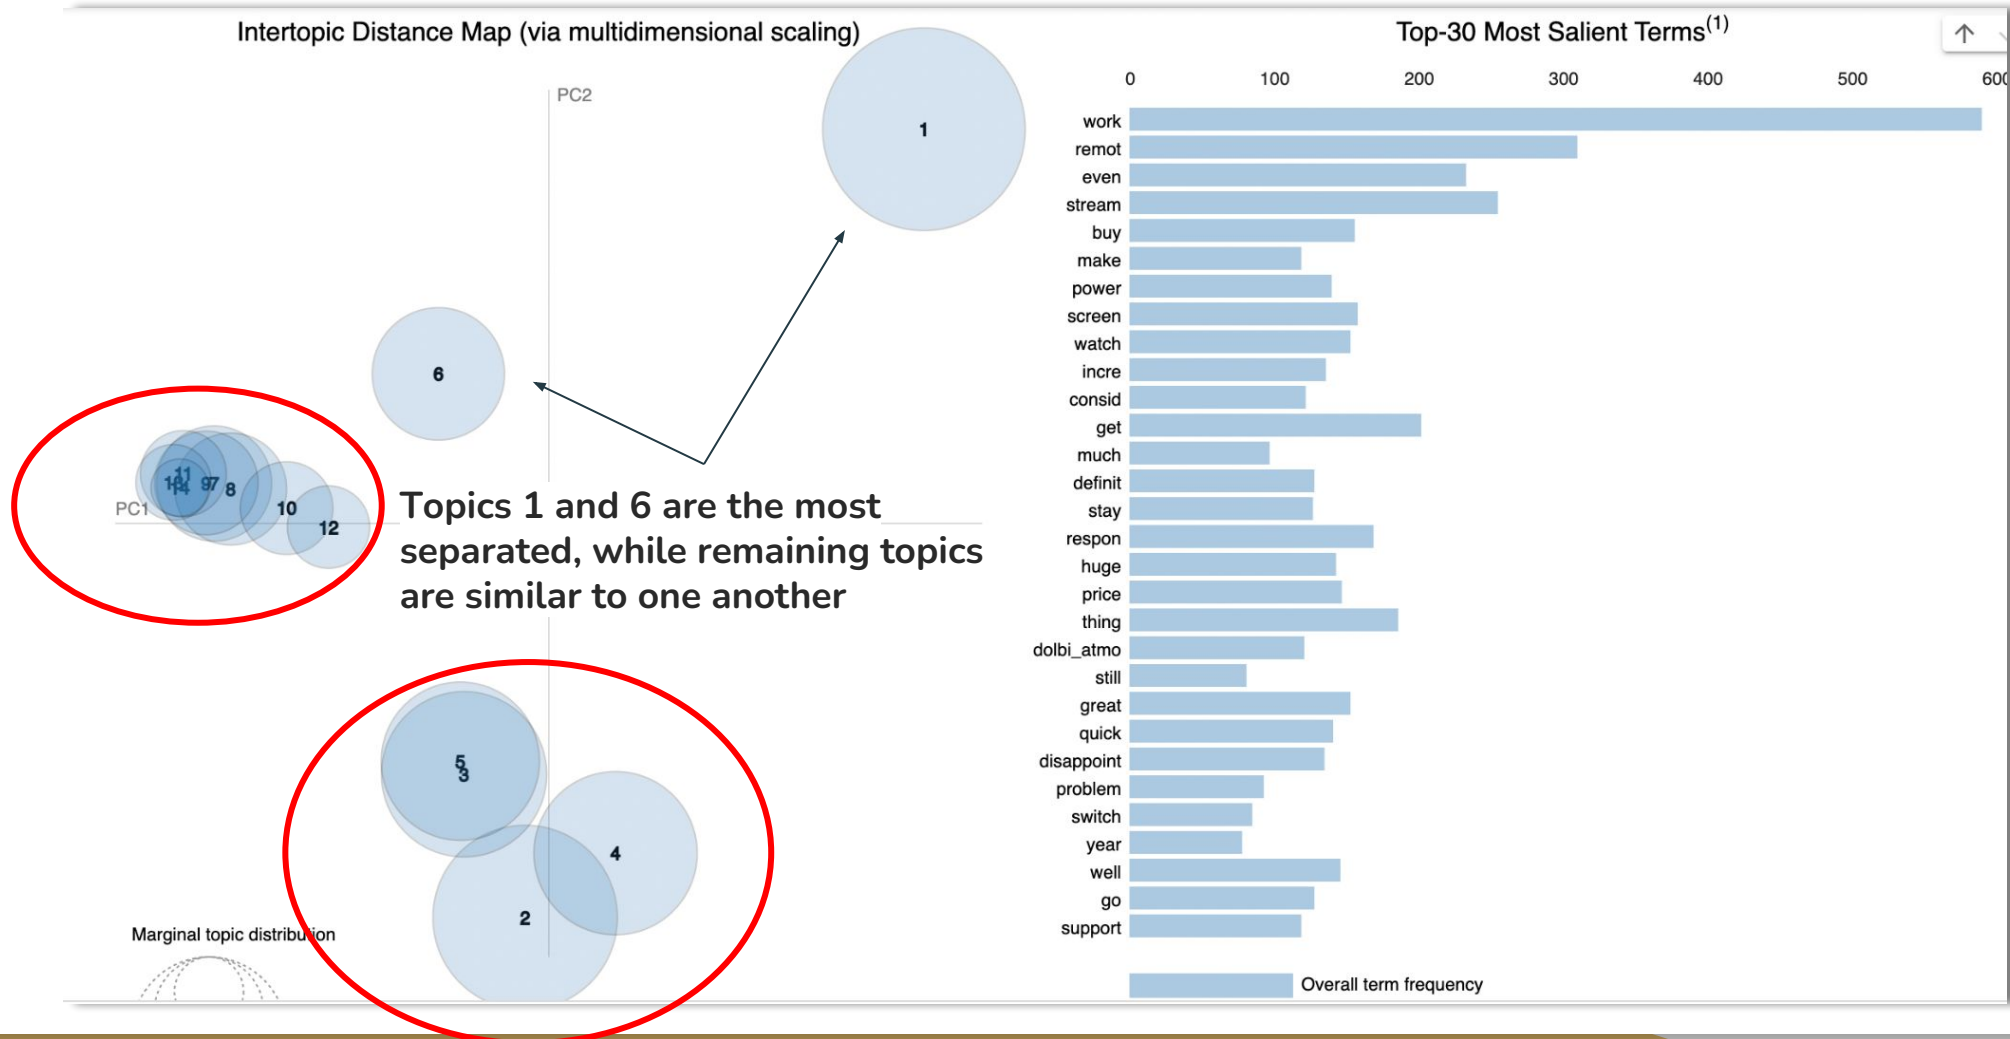 Intertopic Distance Map (via multidimensional scaling)
PC2
1
6
11
9
7
8
14
10
12
PC1
Topics 1 and 6 are the most
separated, while remaining topics
are similar to one another
5
3
4
2
Marginal topic distribution
Top-30 Most Salient Terms(1)
0 100 200 300 400 500 600
work
remot
even
stream
buy
make
power
screen
watch
incre
consid
get
much
definit
stay
respon
huge
price
thing
dolbi_atmo
still
great
quick
disappoint
problem
switch
year
well
go
support
Overall term frequency